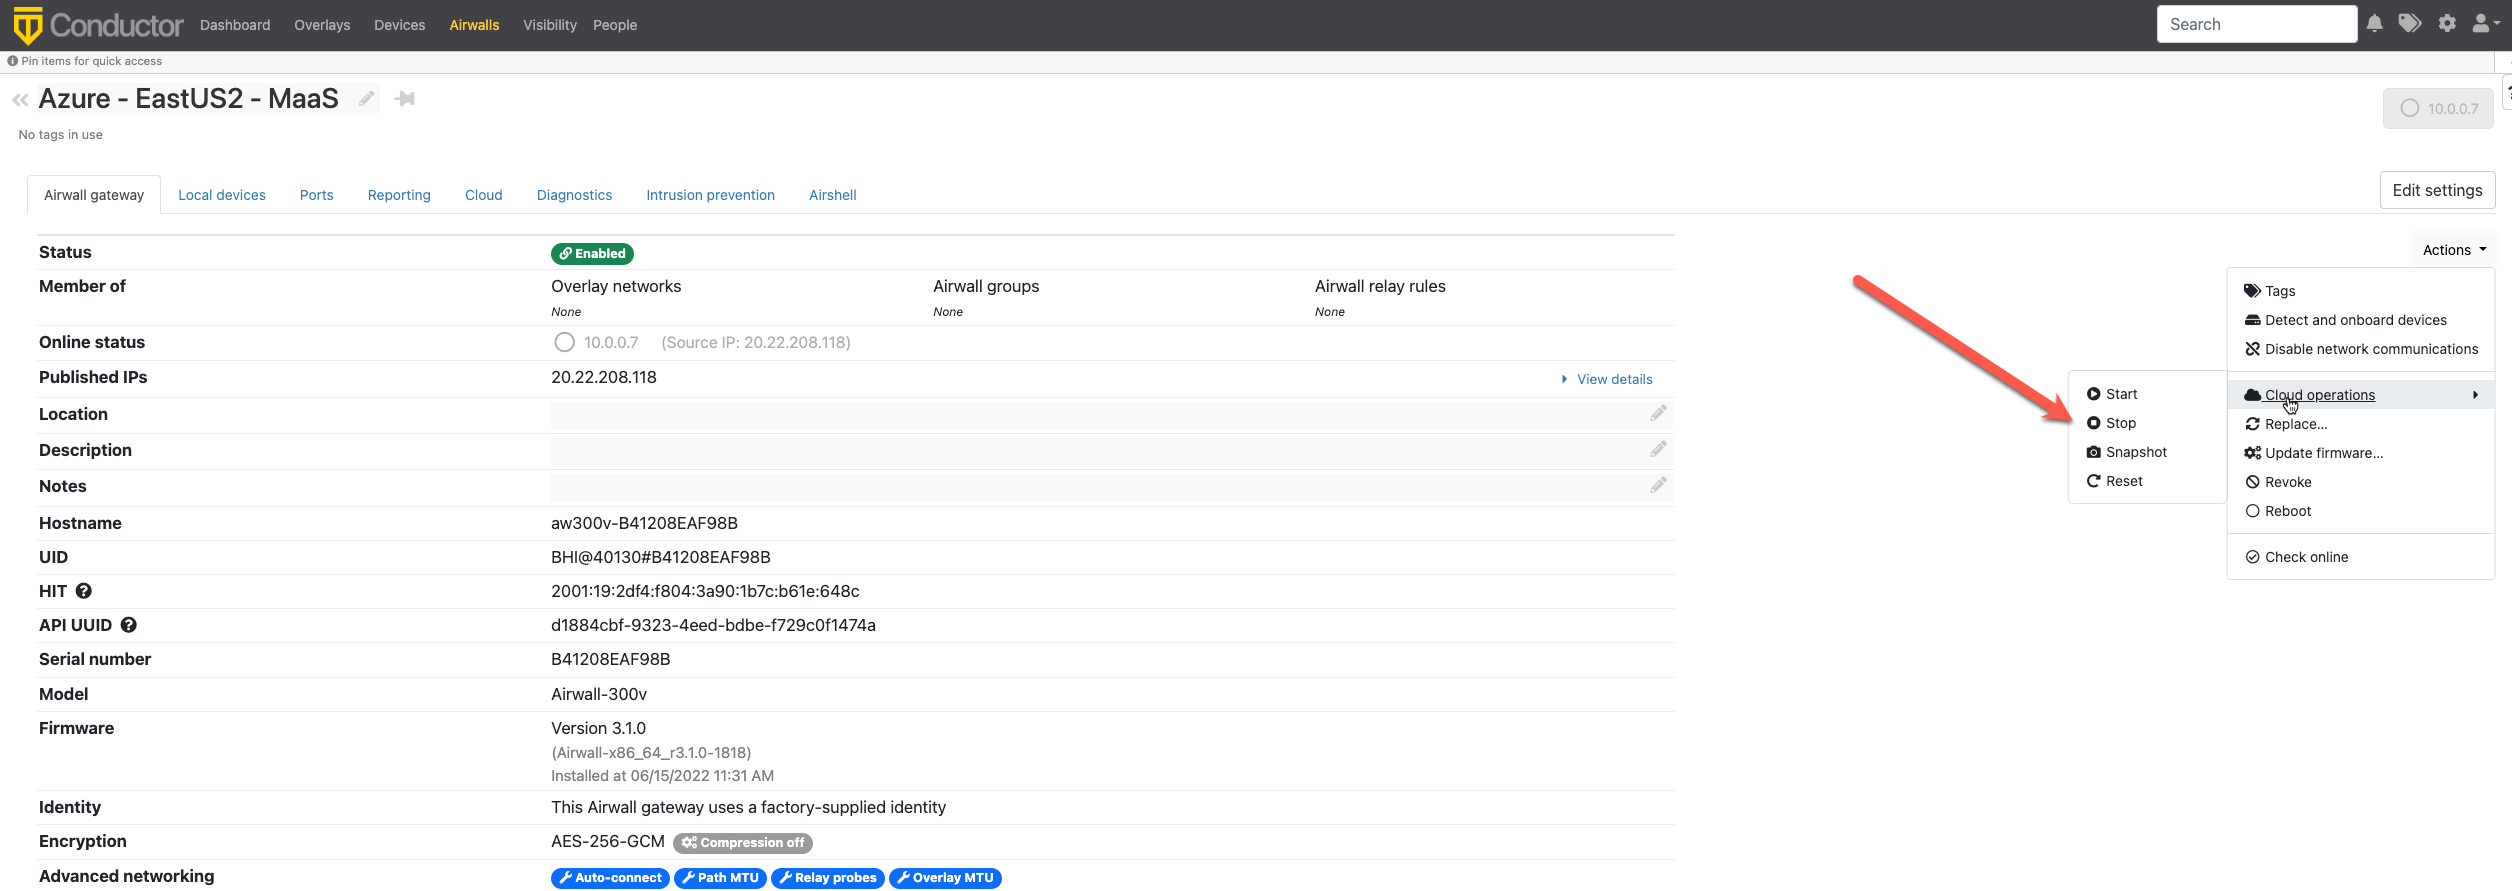 Conductor Dashboard Overlays Devices Airwalls Visibility People Search
Pin items for quick access
Azure - EastUS2 - MaaS
10.0.0.7
No tags in use
Airwall gateway Local devices Ports Reporting Cloud Diagnostics Intrusion prevention Airshell Edit settings
Status Enabled
Actions
Member of Overlay networks Airwall groups Airwall relay rules
None None None
Online status 10.0.0.7 (Source IP: 20.22.208.118)
Published IPs 20.22.208.118 View details
Location
Description
Notes
Hostname aw300v-B41208EAF98B
UID BHI@40130#B41208EAF98B
HIT 2001:19:2df4:f804:3a90:1b7c:b61e:648c
API UUID d1884cbf-9323-4eed-bdbe-f729c0f1474a
Serial number B41208EAF98B
Model Airwall-300v
Firmware Version 3.1.0
(Airwall-x86_64_r3.1.0-1818)
Installed at 06/15/2022 11:31 AM
Identity This Airwall gateway uses a factory-supplied identity
Encryption AES-256-GCM Compression off
Advanced networking Auto-connect Path MTU Relay probes Overlay MTU
Tags
Detect and onboard devices
Disable network communications
Cloud operations
Replace...
Update firmware...
Revoke
Reboot
Check online
Start
Stop
Snapshot
Reset